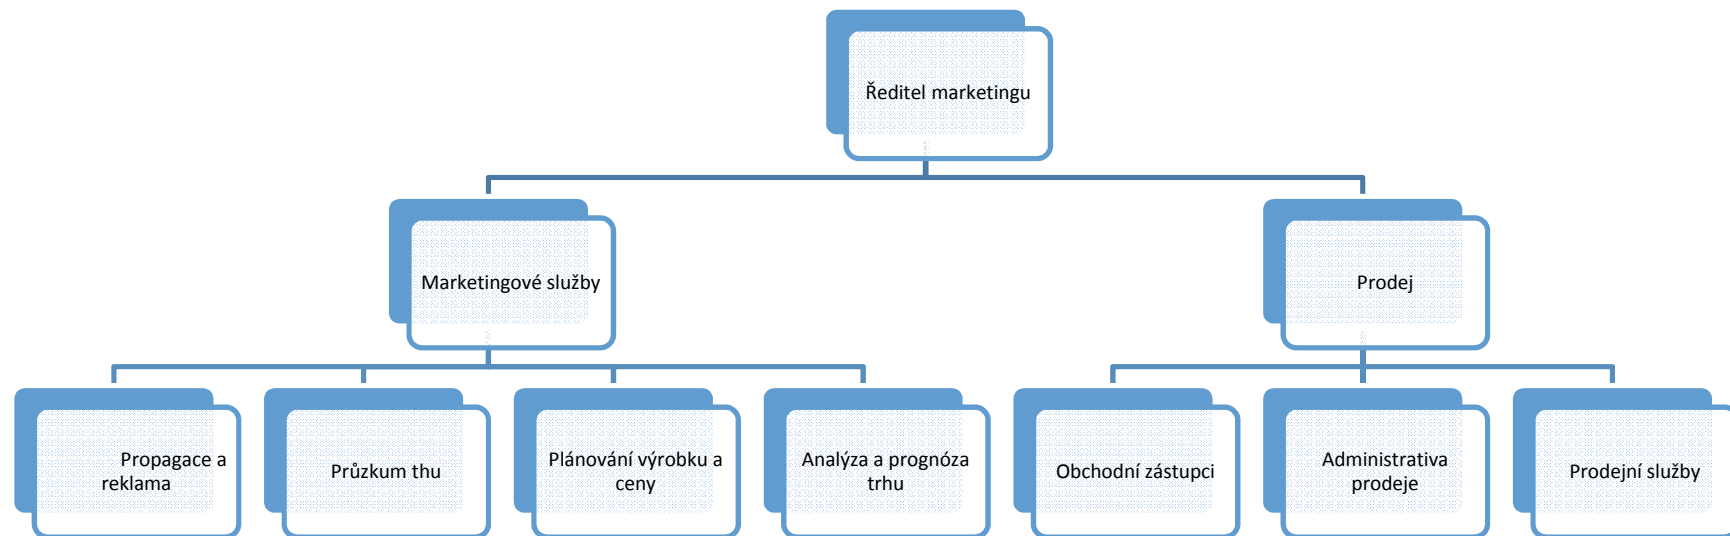 Ředitel marketingu
Marketingové služby
Prodej
Propagace a
reklama
Průzkum thu
Plánování výrobku a
ceny
Analýza a prognóza
trhu
Obchodní zástupci
Administrativa
prodeje
Prodejní služby